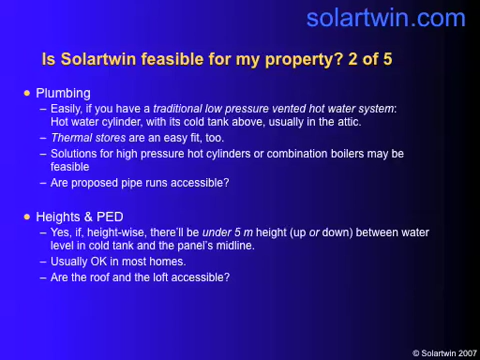 solartwin.com
Is Solartwin feasible for my property? 2 of 5
● Plumbing
– Easily, if you have a traditional low pressure vented hot water system:
Hot water cylinder, with its cold tank above, usually in the attic.
– Thermal stores are an easy fit, too.
– Solutions for high pressure hot cylinders or combination boilers may be
feasible
– Are proposed pipe runs accessible?
● Heights & PED
– Yes, if, height-wise, there'll be under 5 m height (up or down) between water
level in cold tank and the panel's midline.
– Usually OK in most homes.
– Are the roof and the loft accessible?
© Solartwin 2007